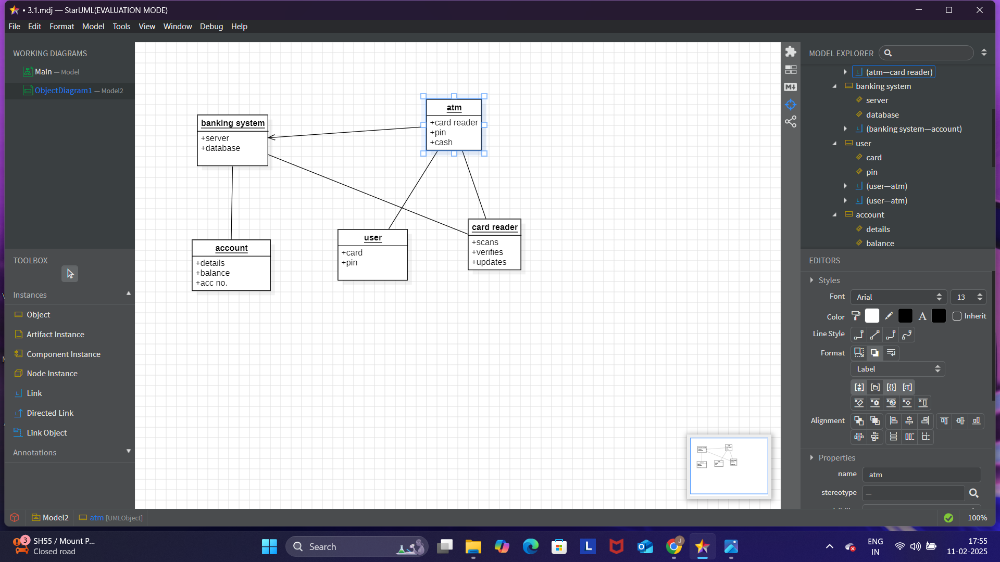 • 3.1.mdj — StarUML(EVALUATION MODE)
File Edit Format Model Tools View Window Debug Help
WORKING DIAGRAMS
Main — Model
ObjectDiagram1 — Model2
TOOLBOX
Instances
Object
Artifact Instance
Component Instance
Node Instance
Link
Directed Link
Link Object
Annotations
banking system
+server
+database
atm
+card reader
+pin
+cash
account
+details
+balance
+acc no.
user
+card
+pin
card reader
+scans
+verifies
+updates
MODEL EXPLORER
(atm—card reader)
banking system
server
database
(banking system—account)
user
card
pin
(user—atm)
(user—atm)
account
details
balance
EDITORS
Styles
Font Arial 13
Color A Inherit
Line Style
Format
Label
Alignment
Properties
name atm
stereotype —
Model2 atm [UMLObject]
100%
3 SH55 / Mount P...
Closed road
Search
ENG
IN
17:55
11-02-2025